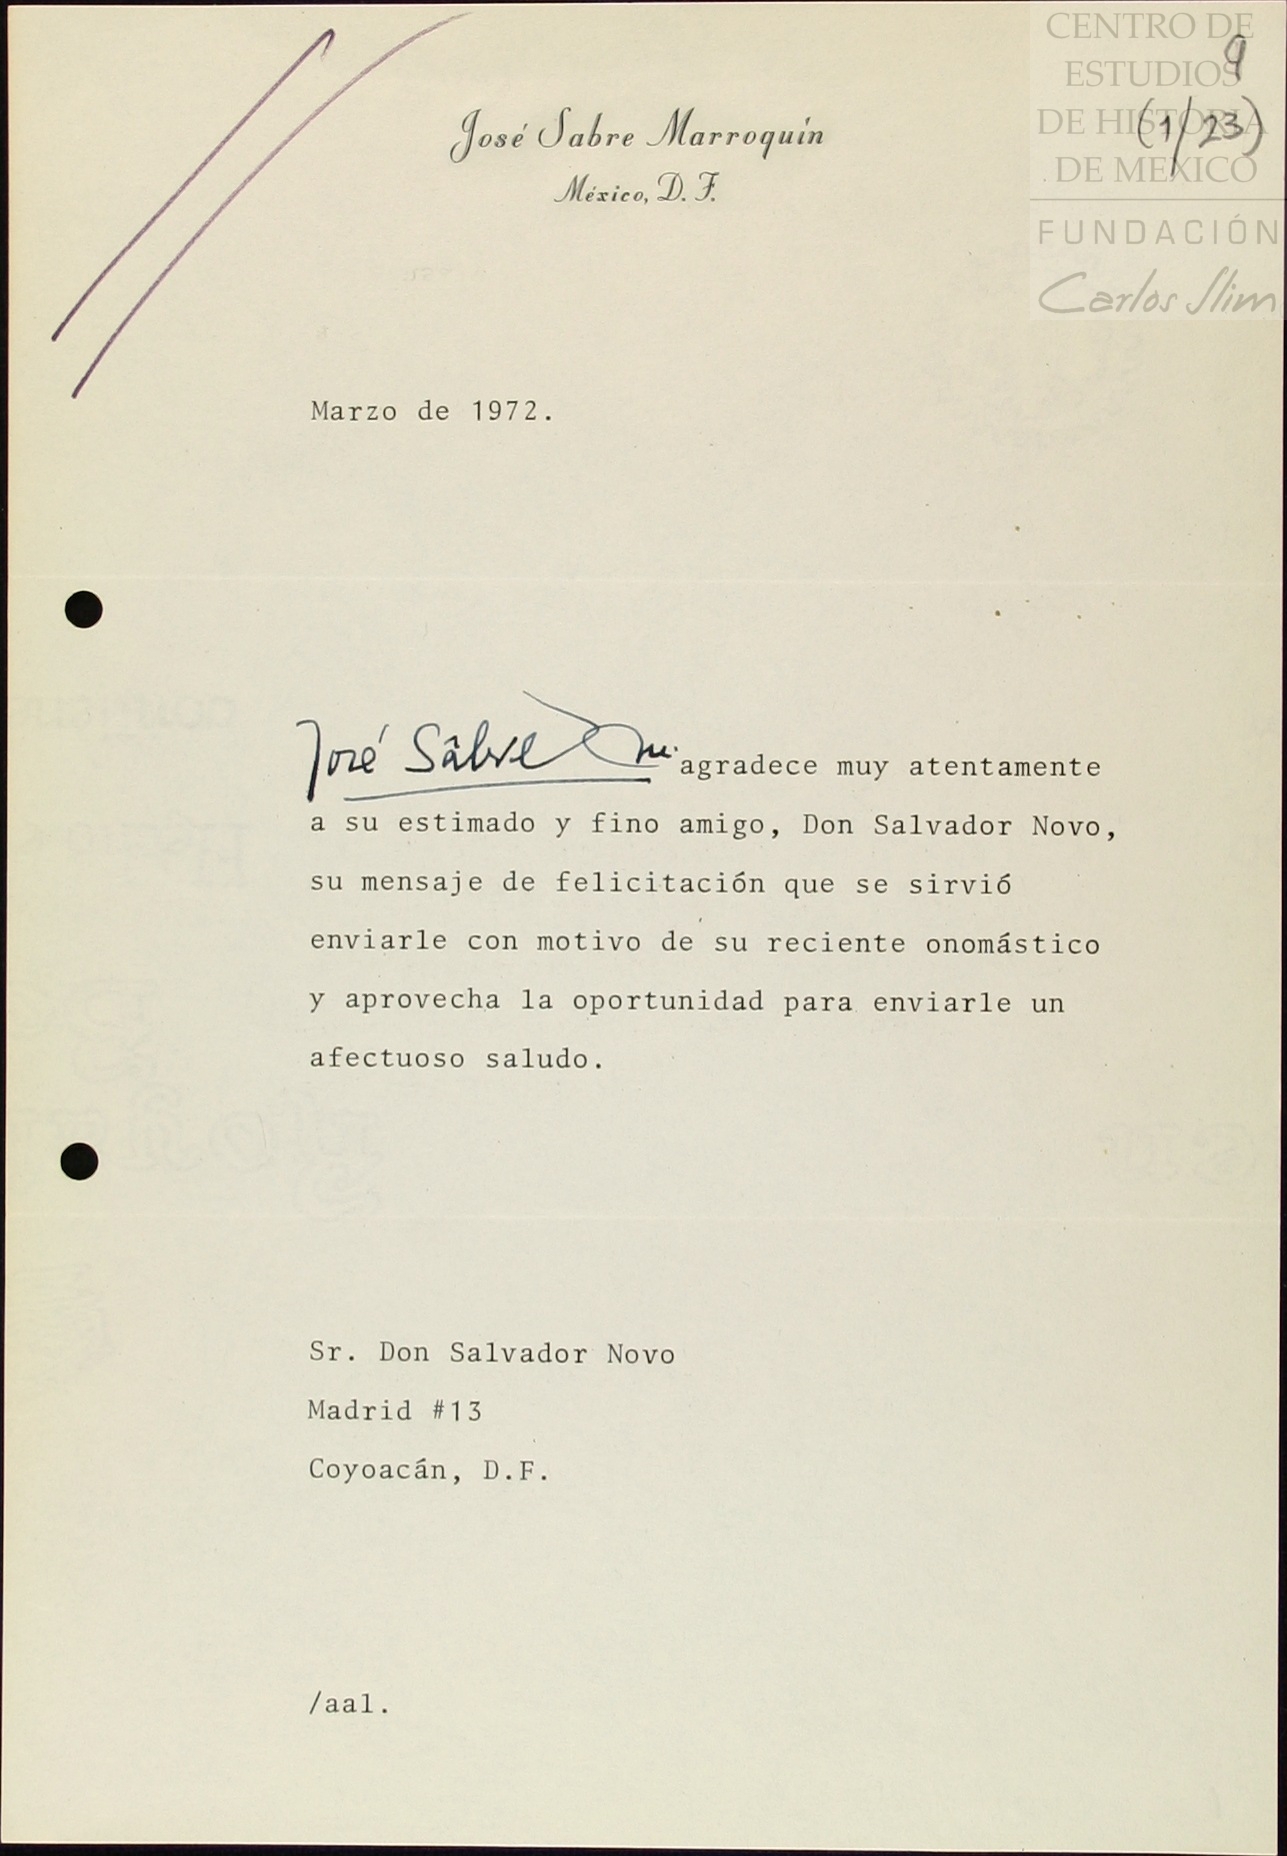 CENTRO DE
ESTUDIOS
DE HISTORIA
DE MEXICO
FUNDACIÓN
Carlos Slim
9
(1/23)
José Sabre Marroquín
México, D. F.
Marzo de 1972.
José Sabre M. agradece muy atentamente
a su estimado y fino amigo, Don Salvador Novo,
su mensaje de felicitación que se sirvió
enviarle con motivo de su reciente onomástico
y aprovecha la oportunidad para enviarle un
afectuoso saludo.
Sr. Don Salvador Novo
Madrid #13
Coyoacán, D.F.
/aal.